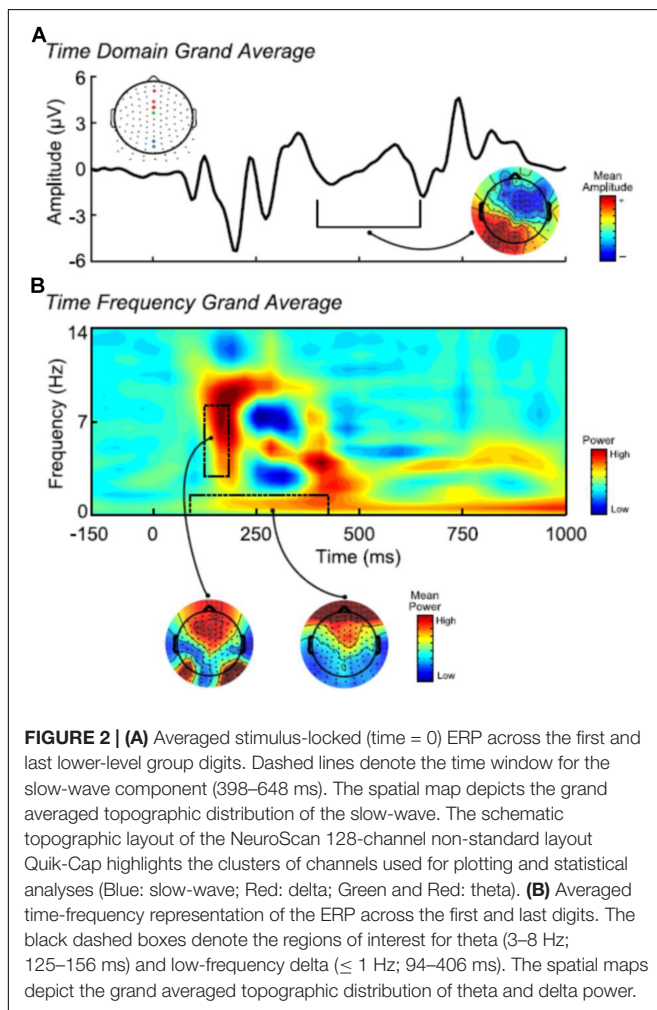 A
Time Domain Grand Average
Amplitude (µV)
6
3
0
-3
-6
Mean
Amplitude
+
–
B
Time Frequency Grand Average
Frequency (Hz)
14
7
0
Power
High
Low
-150
0
250
500
750
1000
Time (ms)
Mean
Power
High
Low
FIGURE 2 | (A) Averaged stimulus-locked (time = 0) ERP across the first and
last lower-level group digits. Dashed lines denote the time window for the
slow-wave component (398–648 ms). The spatial map depicts the grand
averaged topographic distribution of the slow-wave. The schematic
topographic layout of the NeuroScan 128-channel non-standard layout
Quik-Cap highlights the clusters of channels used for plotting and statistical
analyses (Blue: slow-wave; Red: delta; Green and Red: theta). (B) Averaged
time-frequency representation of the ERP across the first and last digits. The
black dashed boxes denote the regions of interest for theta (3–8 Hz;
125–156 ms) and low-frequency delta (≤ 1 Hz; 94–406 ms). The spatial maps
depict the grand averaged topographic distribution of theta and delta power.